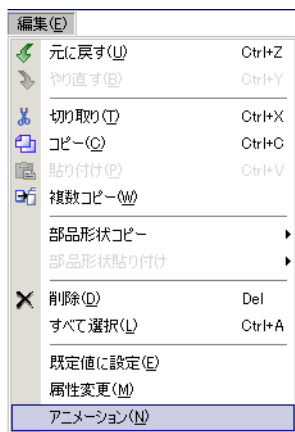 編集(E)
元に戻す(U) Ctrl+Z
やり直す(R) Ctrl+Y
切り取り(T) Ctrl+X
コピー(C) Ctrl+C
貼り付け(P) Ctrl+V
複数コピー(W)
部品形状コピー
部品形状貼り付け
削除(D) Del
すべて選択(L) Ctrl+A
既定値に設定(E)
属性変更(M)
アニメーション(N)